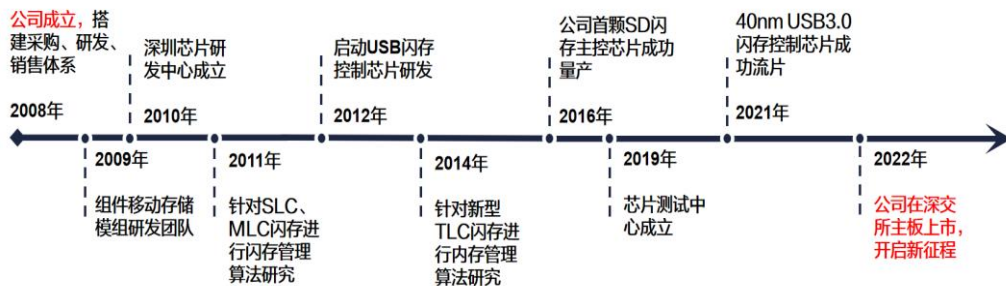 公司成立，搭
建采购、研发、
销售体系
2008年
2009年
组件移动存储
模组研发团队
深圳芯片研
发中心成立
2010年
2011年
针对SLC、
MLC闪存进
行闪存管理
算法研究
启动USB闪存
控制芯片研发
2012年
2014年
针对新型
TLC闪存进
行内存管理
算法研究
公司首颗SD闪
存主控芯片成功
量产
2016年
2019年
芯片测试中
心成立
40nm USB3.0
闪存控制芯片成
功流片
2021年
2022年
公司在深交
所主板上市，
开启新征程